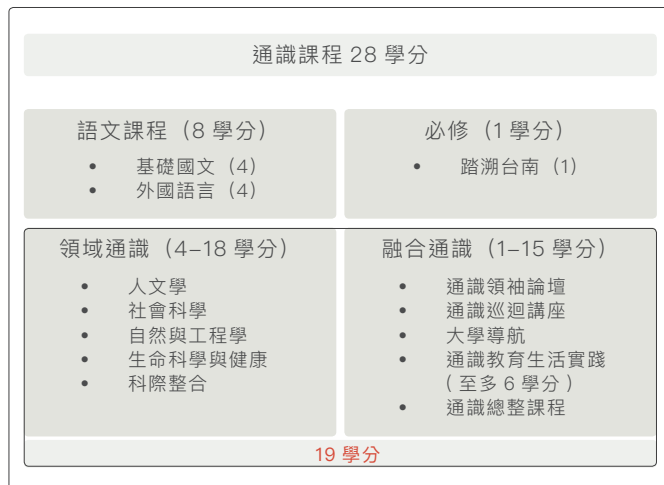 通識課程 28 學分
語文課程（8 學分）
• 基礎國文（4）
• 外國語言（4）
必修（1 學分）
• 踏溯台南（1）
領域通識（4–18 學分）
• 人文學
• 社會科學
• 自然與工程學
• 生命科學與健康
• 科際整合
融合通識（1–15 學分）
• 通識領袖論壇
• 通識巡迴講座
• 大學導航
• 通識教育生活實踐
（至多 6 學分）
• 通識總整課程
19 學分